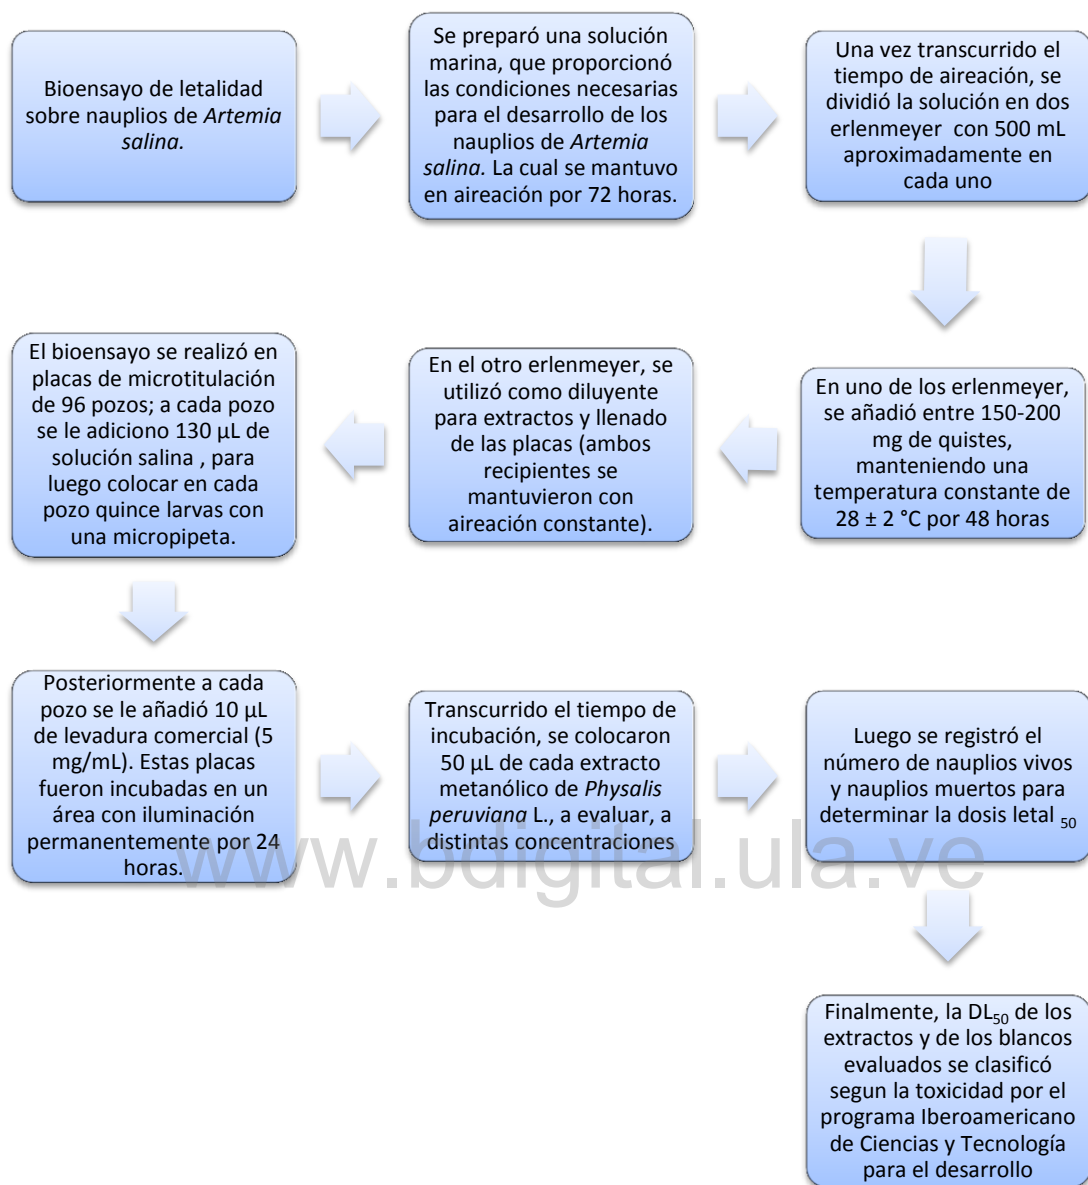 Bioensayo de letalidad
sobre nauplios de Artemia
salina.
Se preparó una solución
marina, que proporcionó
las condiciones necesarias
para el desarrollo de los
nauplios de Artemia
salina. La cual se mantuvo
en aireación por 72 horas.
Una vez transcurrido el
tiempo de aireación, se
dividió la solución en dos
erlenmeyer con 500 mL
aproximadamente en
cada uno
En uno de los erlenmeyer,
se añadió entre 150-200
mg de quistes,
manteniendo una
temperatura constante de
28 ± 2 °C por 48 horas
En el otro erlenmeyer, se
utilizó como diluyente
para extractos y llenado
de las placas (ambos
recipientes se
mantuvieron con
aireación constante).
El bioensayo se realizó en
placas de microtitulación
de 96 pozos; a cada pozo
se le adiciono 130 µL de
solución salina , para
luego colocar en cada
pozo quince larvas con
una micropipeta.
Posteriormente a cada
pozo se le añadió 10 µL
de levadura comercial (5
mg/mL). Estas placas
fueron incubadas en un
área con iluminación
permanentemente por 24
horas.
Transcurrido el tiempo de
incubación, se colocaron
50 µL de cada extracto
metanólico de Physalis
peruviana L., a evaluar, a
distintas concentraciones
Luego se registró el
número de nauplios vivos
y nauplios muertos para
determinar la dosis letal 50
www.bdigital.ula.ve
Finalmente, la DL50 de los
extractos y de los blancos
evaluados se clasificó
segun la toxicidad por el
programa Iberoamericano
de Ciencias y Tecnología
para el desarrollo